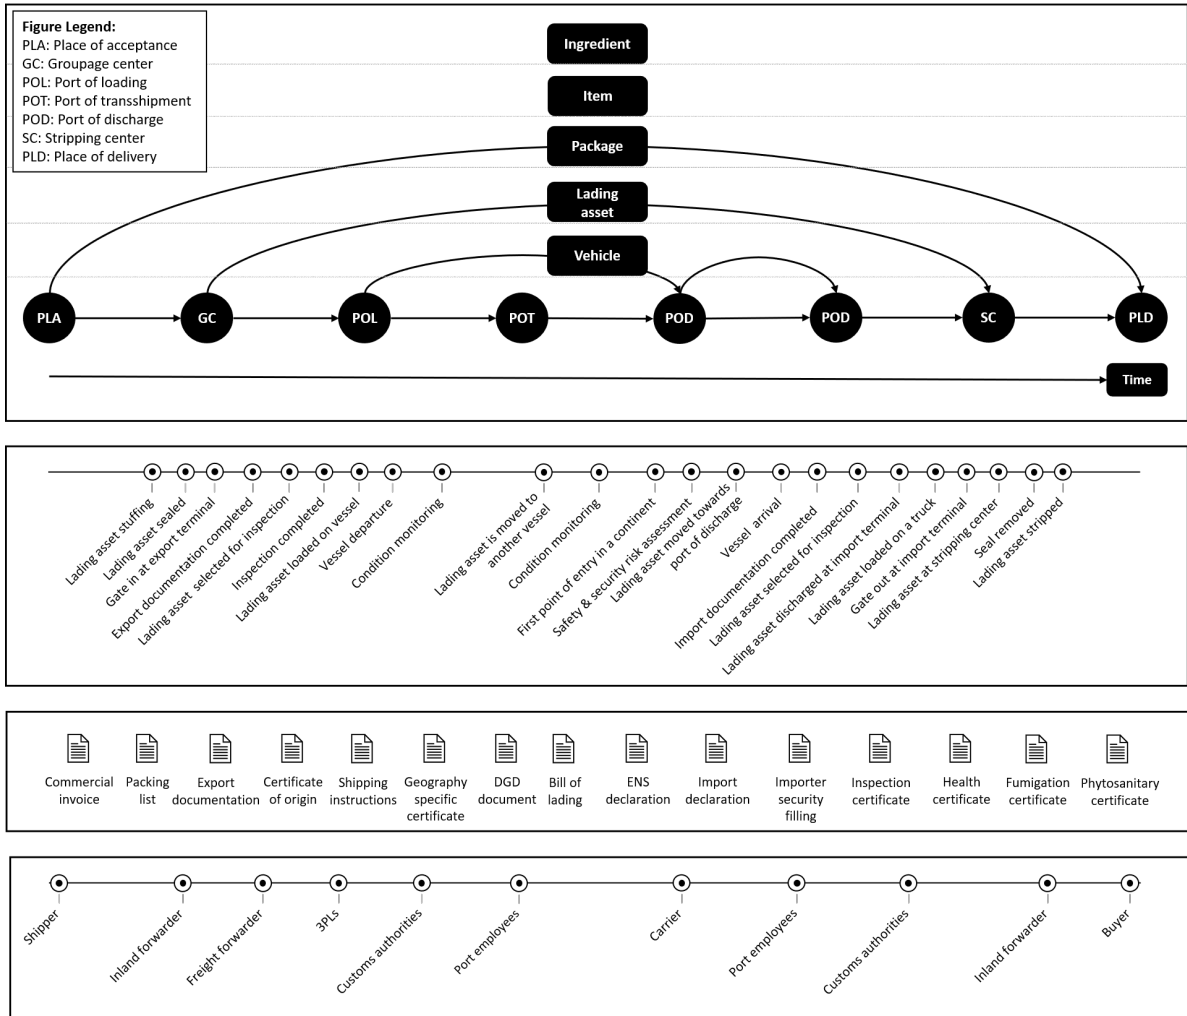 Figure Legend:
PLA: Place of acceptance
GC: Groupage center
POL: Port of loading
POT: Port of transshipment
POD: Port of discharge
SC: Stripping center
PLD: Place of delivery
Ingredient
Item
Package
Lading
asset
Vehicle
PLA
GC
POL
POT
POD
POD
SC
PLD
Time
Lading asset stuffing
Lading asset sealed
Gate in at export terminal
Export documentation completed
Lading asset selected for inspection
Inspection completed
Lading asset loaded on vessel
Vessel departure
Condition monitoring
Lading asset is moved to
another vessel
Condition monitoring
First point of entry in a continent
Safety & security risk assessment
Lading asset moved towards
port of discharge
Vessel arrival
Import documentation completed
Lading asset selected for inspection
Lading asset discharged at import terminal
Lading asset loaded on a truck
Gate out at import terminal
Lading asset at stripping center
Seal removed
Lading asset stripped
Commercial
invoice
Packing
list
Export
documentation
Certificate
of origin
Shipping
instructions
Geography
specific
certificate
DGD
document
Bill of
lading
ENS
declaration
Import
declaration
Importer
security
filling
Inspection
certificate
Health
certificate
Fumigation
certificate
Phytosanitary
certificate
Shipper
Inland forwarder
Freight forwarder
3PLs
Customs authorities
Port employees
Carrier
Port employees
Customs authorities
Inland forwarder
Buyer